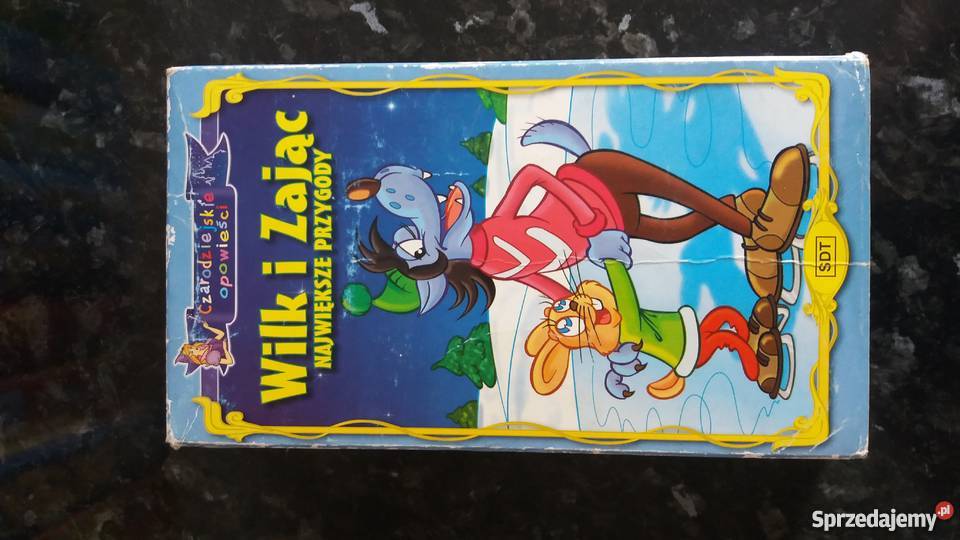 Czarodziejskie
opowieści
Wilk i Zając
NAJWIĘKSZE PRZYGODY
SDT
Sprzedajemy.pl